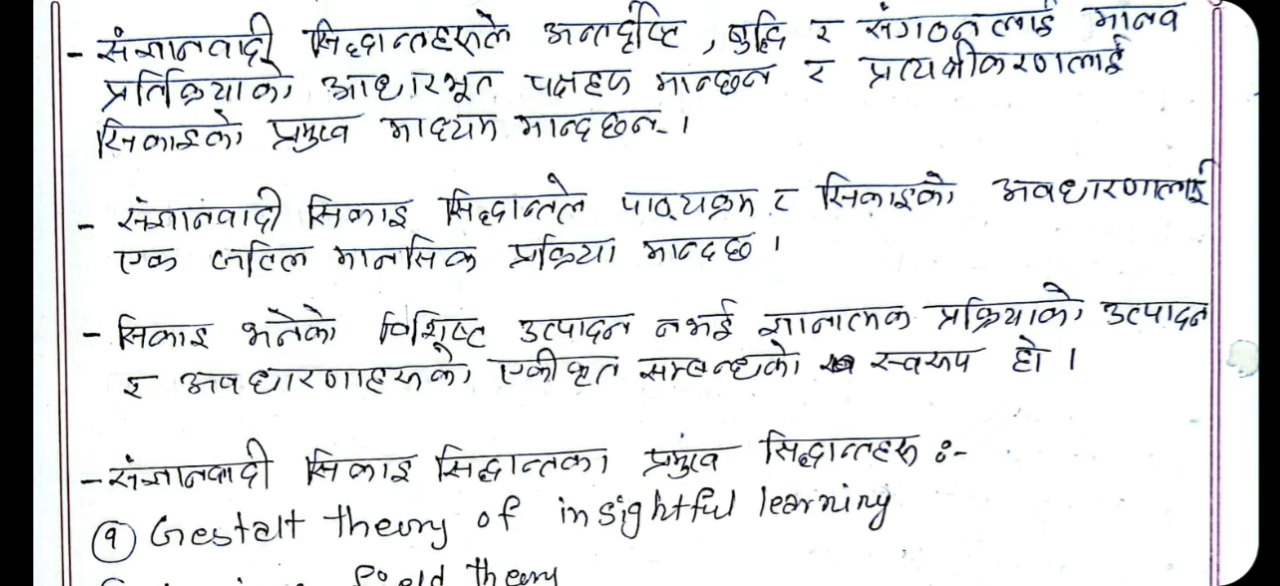 - संज्ञानवादी सिद्धान्तहरूले अन्तर्दृष्टि, बुद्धि र संगठनलाई मानव
प्रतिक्रियाको आधारभूत पक्षहरू मान्छन र प्रत्यक्षीकरणलाई
सिकाइको प्रमुख माध्यम मान्दछन् ।
- संज्ञानवादी सिकाइ सिद्धान्तले पाठ्यक्रम र सिकाइको अवधारणालाई
एक जटिल मानसिक प्रक्रिया मान्दछ ।
- सिकाइ भनेको विशिष्ट उत्पादन नभई ज्ञानात्मक प्रक्रियाको उत्पादन
र अवधारणाहरूको एकीकृत सम्बन्धको स्वरूप हो ।
- संज्ञानवादी सिकाइ सिद्धान्तका प्रमुख सिद्धान्तहरू :-
(१) Gestalt theory of insightful learning
theory